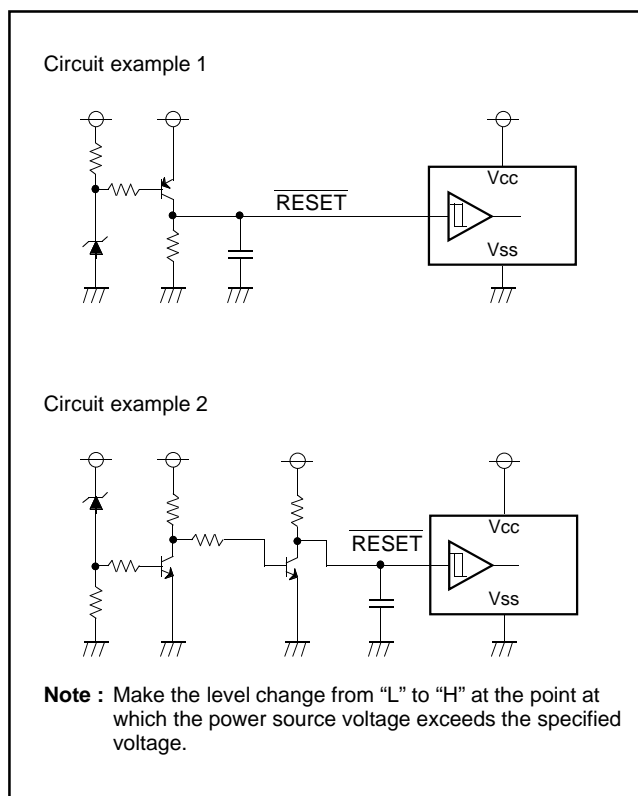 Circuit example 1
RESET
Vcc
Vss
Circuit example 2
RESET
Vcc
Vss
Note : Make the level change from “L” to “H” at the point at
which the power source voltage exceeds the specified
voltage.